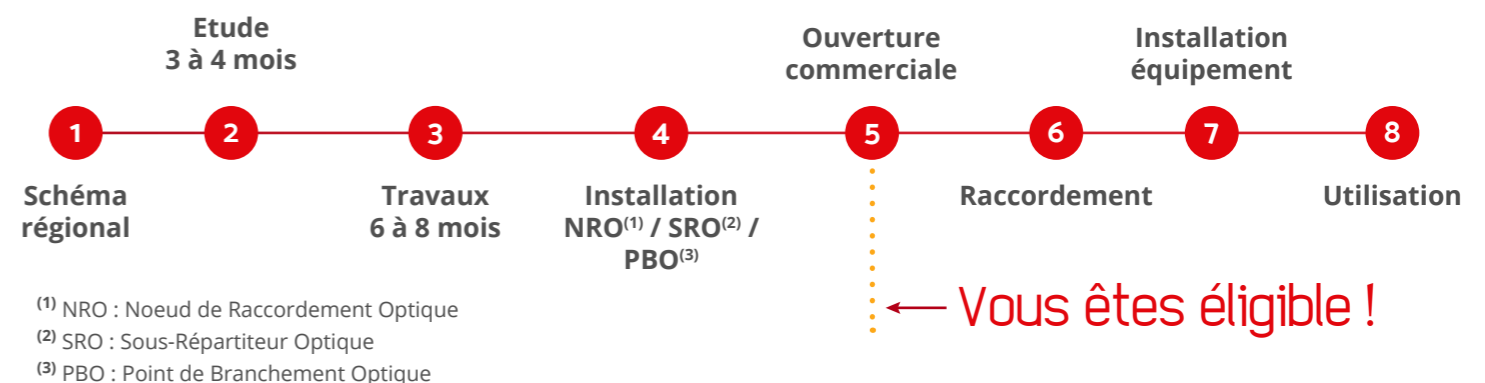 Etude
3 à 4 mois
Ouverture
commerciale
Installation
équipement
1
2
3
4
5
6
7
8
Schéma
régional
Travaux
6 à 8 mois
Installation
NRO(1) / SRO(2) /
PBO(3)
Raccordement
Utilisation
Vous êtes éligible !
(1) NRO : Noeud de Raccordement Optique
(2) SRO : Sous-Répartiteur Optique
(3) PBO : Point de Branchement Optique